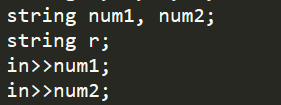 string num1, num2;
string r;
in>>num1;
in>>num2;